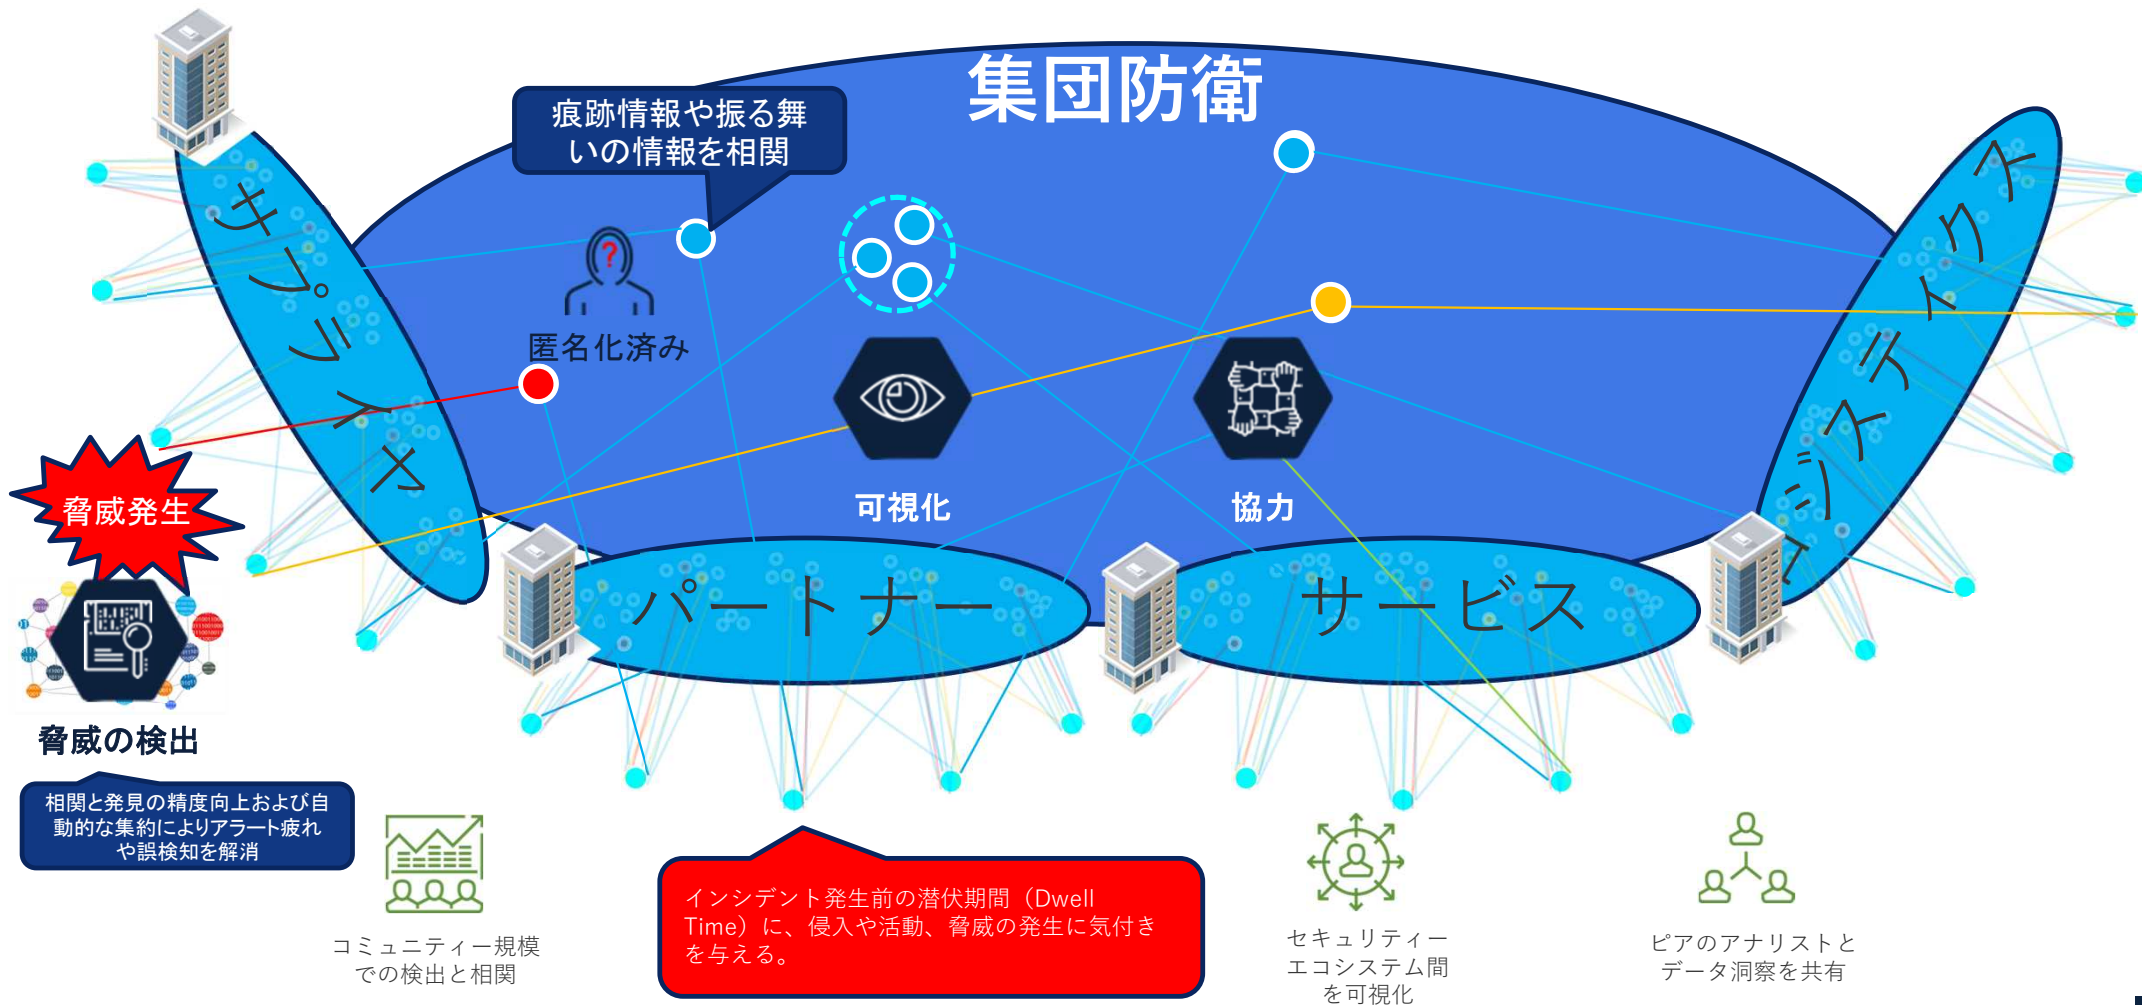 集団防衛
痕跡情報や振る舞
いの情報を相関
サプライヤ
ロジスティクス
?
匿名化済み
可視化
協力
脅威発生
パートナー
サービス
脅威の検出
相関と発見の精度向上および自
動的な集約によりアラート疲れ
や誤検知を解消
インシデント発生前の潜伏期間（Dwell
Time）に、侵入や活動、脅威の発生に気付き
を与える。
コミュニティー規模
での検出と相関
セキュリティー
エコシステム間
を可視化
ピアのアナリストと
データ洞察を共有